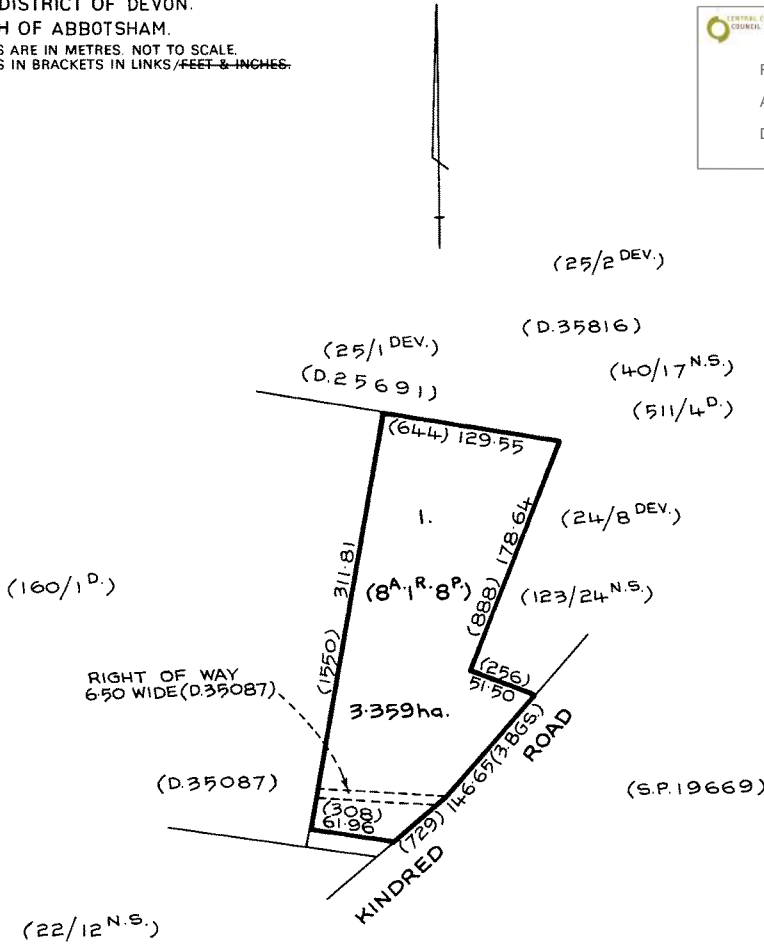 DISTRICT OF DEVON.
H OF ABBOTSHAM.
S ARE IN METRES. NOT TO SCALE.
S IN BRACKETS IN LINKS/FEET & INCHES.
CENTRAL C
COUNCIL
(25/2 DEV.)
(D.35816)
(25/1 DEV.)
(D.25691)
(40/17 N.S.)
(511/4 D.)
(644) 129.55
1.
(24/8 DEV.)
(888) 178.64
(1550) 311.81
(8A. 1R. 8P.)
(160/1 D.)
(123/24 N.S.)
(256)
51.50
RIGHT OF WAY
6.50 WIDE (D.35087)
3.359ha.
(729) 146.65 (3.BGS.)
KINDRED ROAD
(D.35087)
(S.P.19669)
(308)
61.96
(22/12 N.S.)